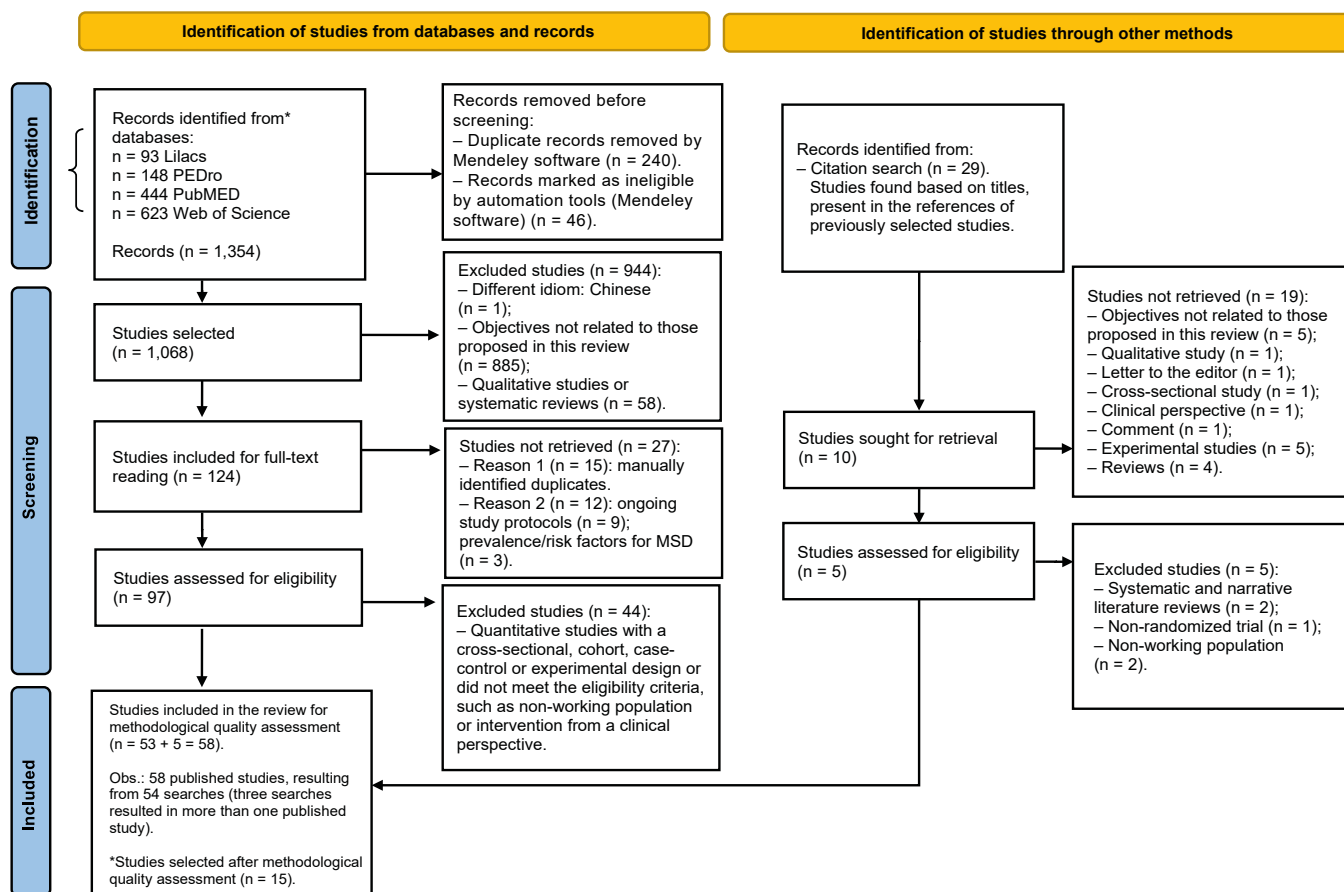 Identification of studies from databases and records
Identification of studies through other methods
Identification
Records identified from*
databases:
n = 93 Lilacs
n = 148 PEDro
n = 444 PubMED
n = 623 Web of Science
Records (n = 1,354)
Records removed before
screening:
– Duplicate records removed by
Mendeley software (n = 240).
– Records marked as ineligible
by automation tools (Mendeley
software) (n = 46).
Records identified from:
– Citation search (n = 29).
Studies found based on titles,
present in the references of
previously selected studies.
Screening
Studies selected
(n = 1,068)
Excluded studies (n = 944):
– Different idiom: Chinese
(n = 1);
– Objectives not related to those
proposed in this review
(n = 885);
– Qualitative studies or
systematic reviews (n = 58).
Studies included for full-text
reading (n = 124)
Studies not retrieved (n = 27):
– Reason 1 (n = 15): manually
identified duplicates.
– Reason 2 (n = 12): ongoing
study protocols (n = 9);
prevalence/risk factors for MSD
(n = 3).
Studies sought for retrieval
(n = 10)
Studies not retrieved (n = 19):
– Objectives not related to those
proposed in this review (n = 5);
– Qualitative study (n = 1);
– Letter to the editor (n = 1);
– Cross-sectional study (n = 1);
– Clinical perspective (n = 1);
– Comment (n = 1);
– Experimental studies (n = 5);
– Reviews (n = 4).
Studies assessed for eligibility
(n = 97)
Excluded studies (n = 44):
– Quantitative studies with a
cross-sectional, cohort, case-
control or experimental design or
did not meet the eligibility criteria,
such as non-working population
or intervention from a clinical
perspective.
Studies assessed for eligibility
(n = 5)
Excluded studies (n = 5):
– Systematic and narrative
literature reviews (n = 2);
– Non-randomized trial (n = 1);
– Non-working population
(n = 2).
Included
Studies included in the review for
methodological quality assessment
(n = 53 + 5 = 58).
Obs.: 58 published studies, resulting
from 54 searches (three searches
resulted in more than one published
study).
*Studies selected after methodological
quality assessment (n = 15).